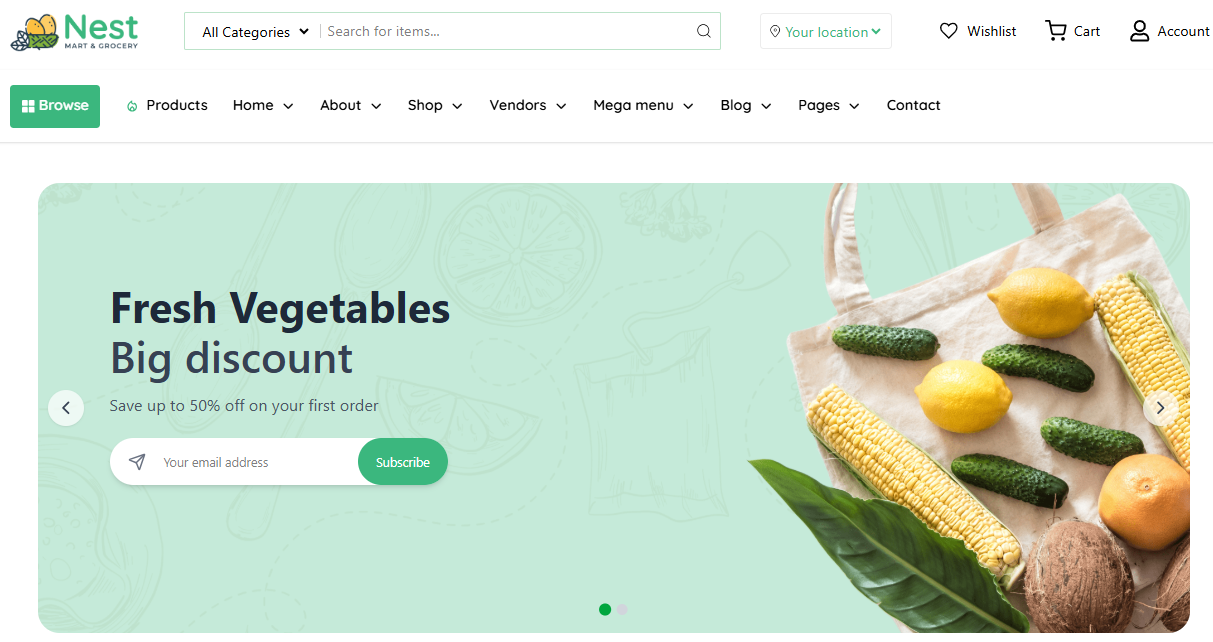 Nest
MART & GROCERY
All Categories
Search for items...
Your location
Wishlist
Cart
Account
Browse
Products
Home
About
Shop
Vendors
Mega menu
Blog
Pages
Contact
Fresh Vegetables
Big discount
Save up to 50% off on your first order
Your email address
Subscribe